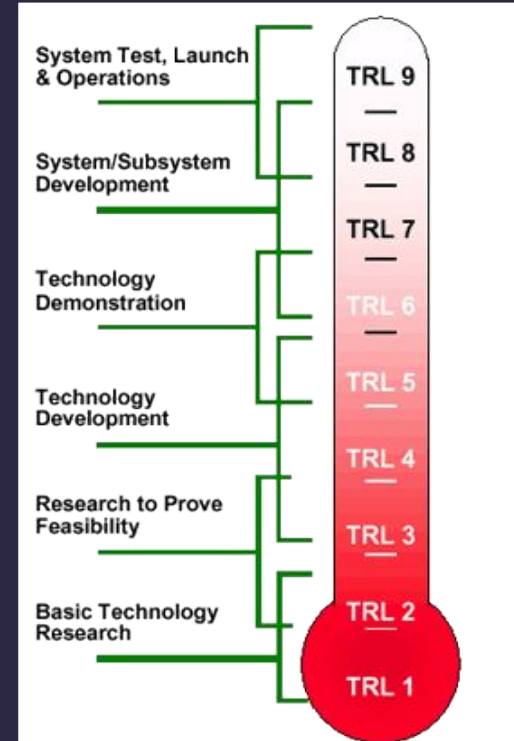 System Test, Launch
& Operations
System/Subsystem
Development
Technology
Demonstration
Technology
Development
Research to Prove
Feasibility
Basic Technology
Research
TRL 9
TRL 8
TRL 7
TRL 6
TRL 5
TRL 4
TRL 3
TRL 2
TRL 1